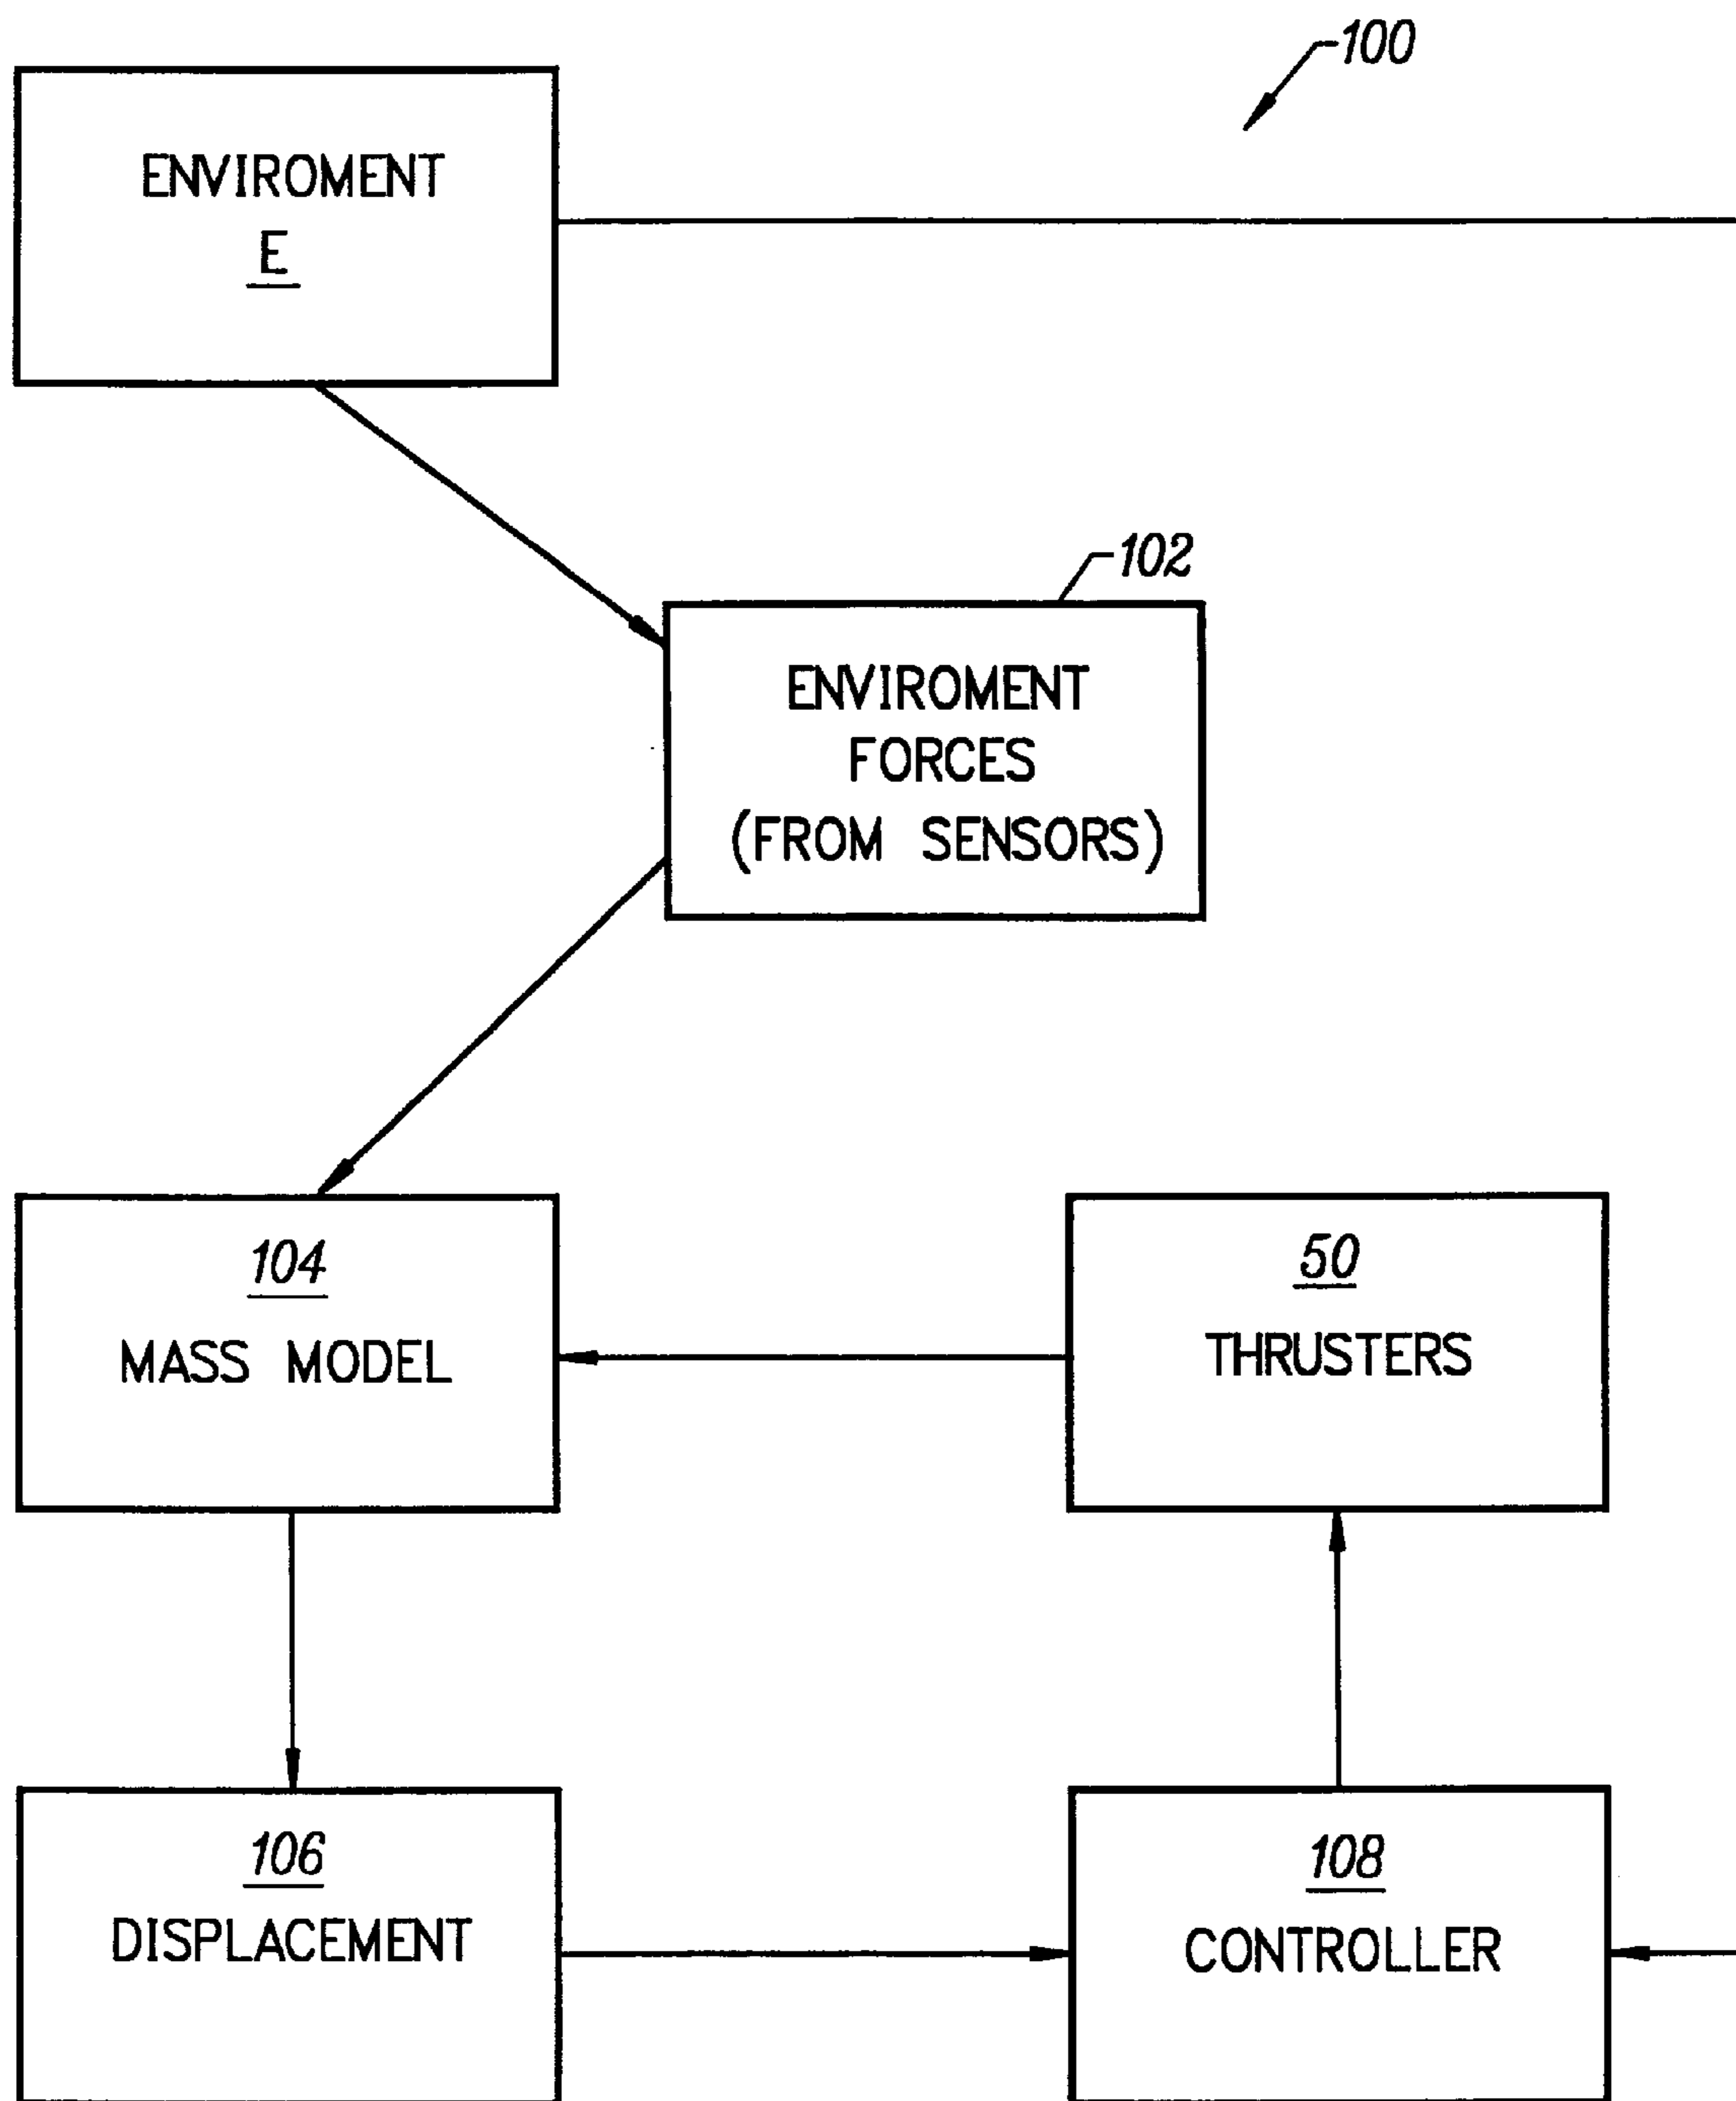 100
ENVIROMENT
E
102
ENVIROMENT
FORCES
(FROM SENSORS)
104
MASS MODEL
50
THRUSTERS
106
DISPLACEMENT
108
CONTROLLER